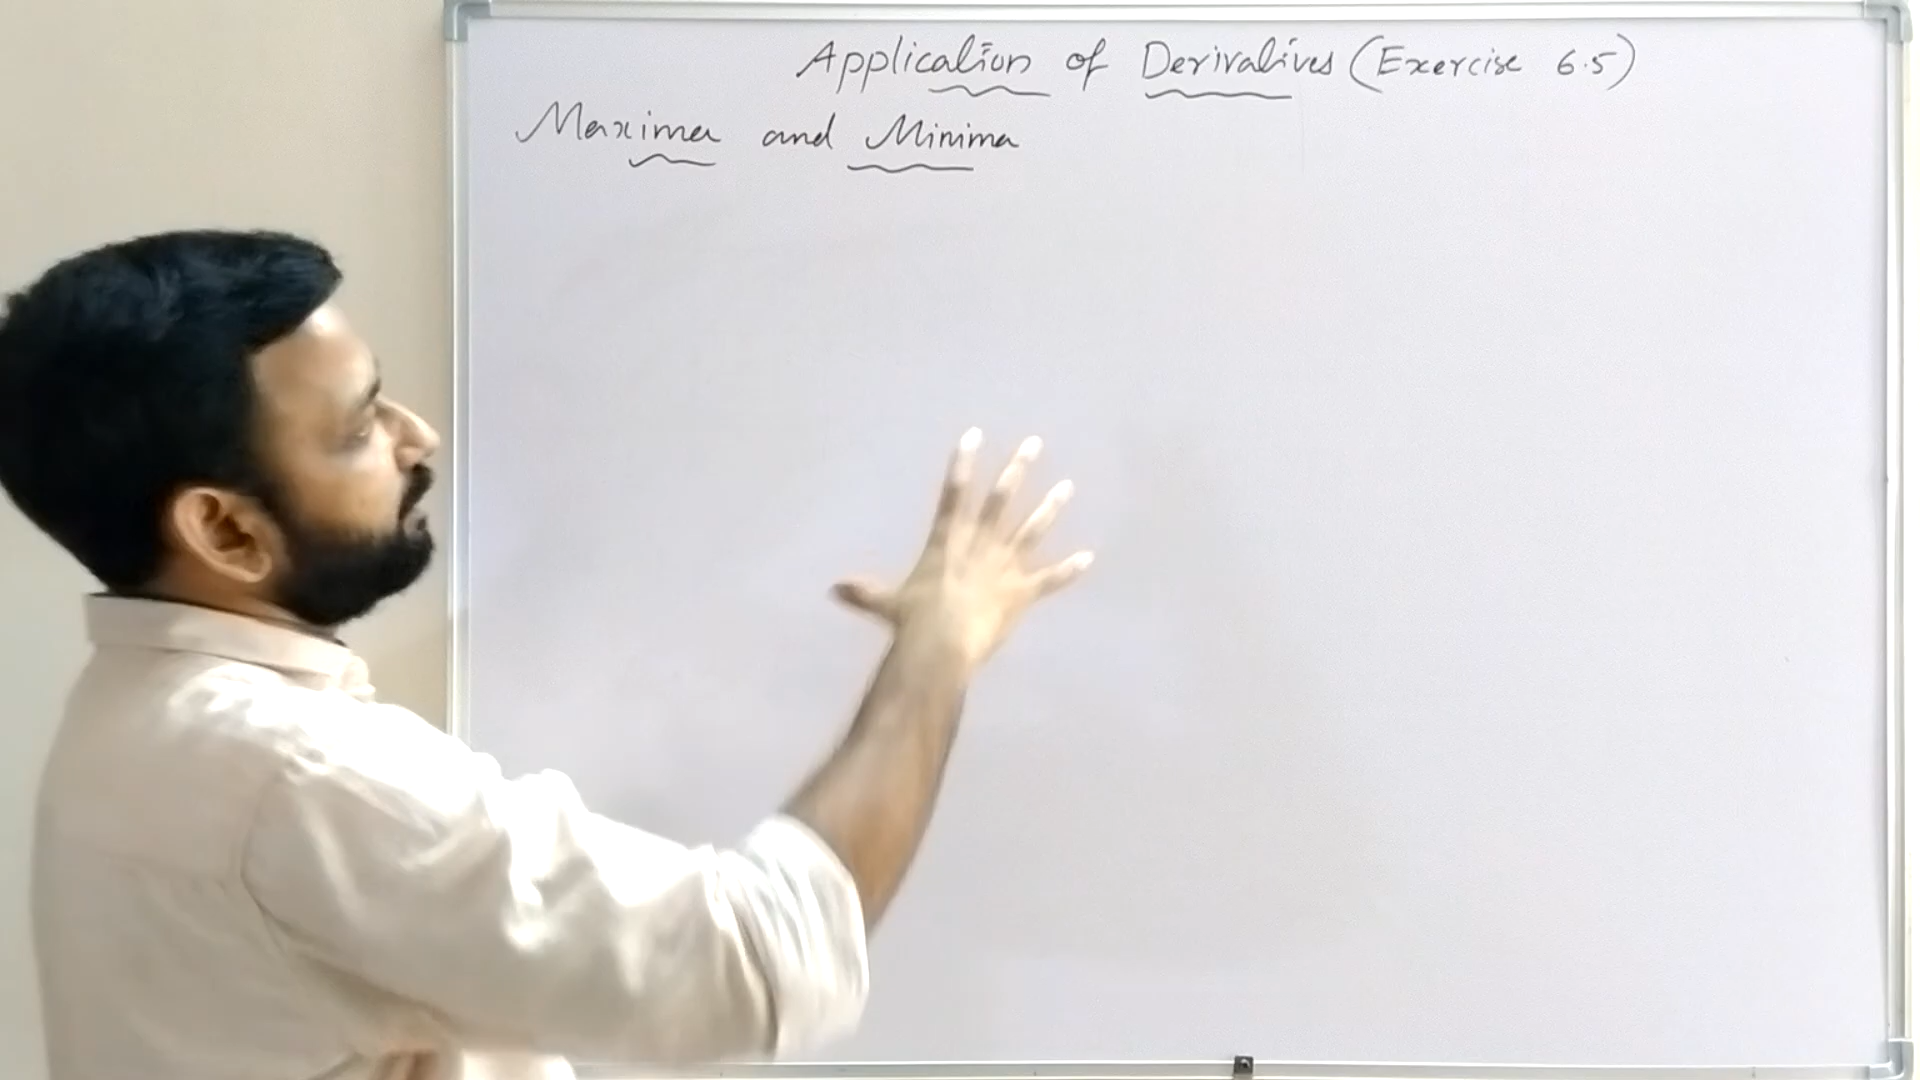 Application of Derivatives (Exercise 6.5)
Maxima and Minima